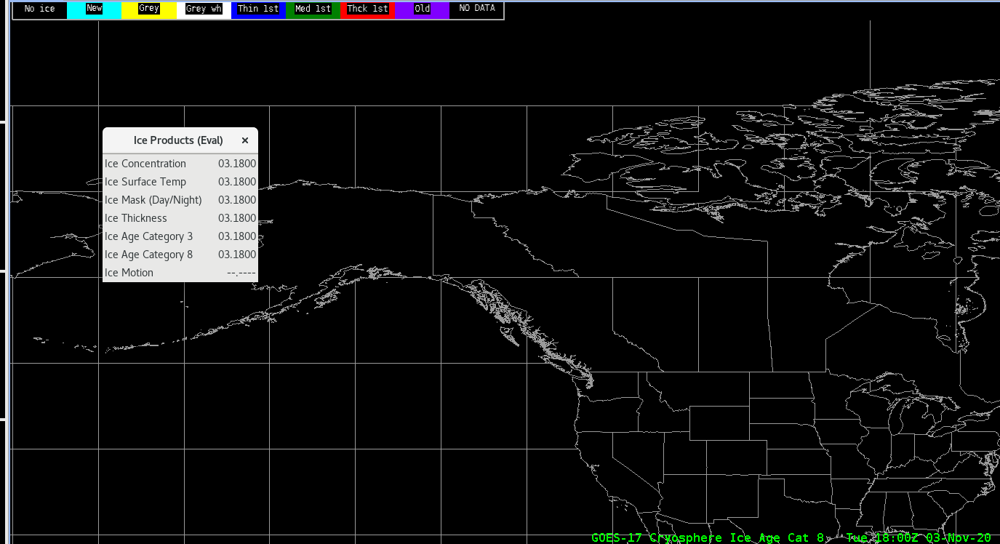 No ice New Grey Grey wh Thin 1st Med 1st Thck 1st Old NO DATA
Ice Products (Eval) ×
Ice Concentration 03.1800
Ice Surface Temp 03.1800
Ice Mask (Day/Night) 03.1800
Ice Thickness 03.1800
Ice Age Category 3 03.1800
Ice Age Category 8 03.1800
Ice Motion --.----
GOES-17 Cryosphere Ice Age Cat 8 Tue 18:00Z 03-Nov-20